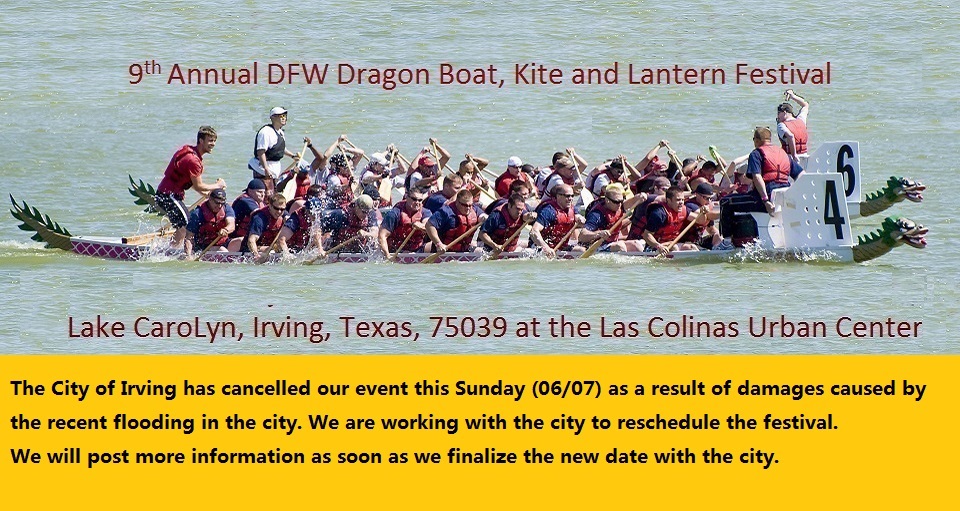 9th Annual DFW Dragon Boat, Kite and Lantern Festival
6
4
Lake CaroLyn, Irving, Texas, 75039 at the Las Colinas Urban Center
The City of Irving has cancelled our event this Sunday (06/07) as a result of damages caused by
the recent flooding in the city. We are working with the city to reschedule the festival.
We will post more information as soon as we finalize the new date with the city.